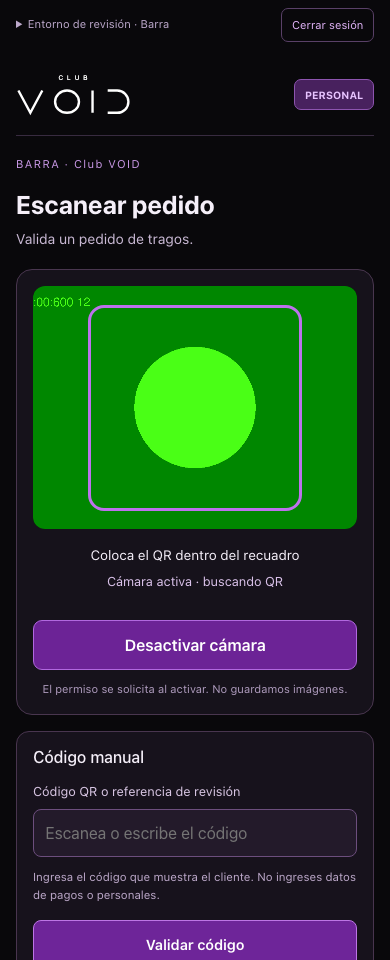 ▶ Entorno de revisión · Barra
Cerrar sesión
CLUB
VOID
PERSONAL
BARRA · Club VOID
Escanear pedido
Valida un pedido de tragos.
:00:600 12
Coloca el QR dentro del recuadro
Cámara activa · buscando QR
Desactivar cámara
El permiso se solicita al activar. No guardamos imágenes.
Código manual
Código QR o referencia de revisión
Escanea o escribe el código
Ingresa el código que muestra el cliente. No ingreses datos
de pagos o personales.
Validar código